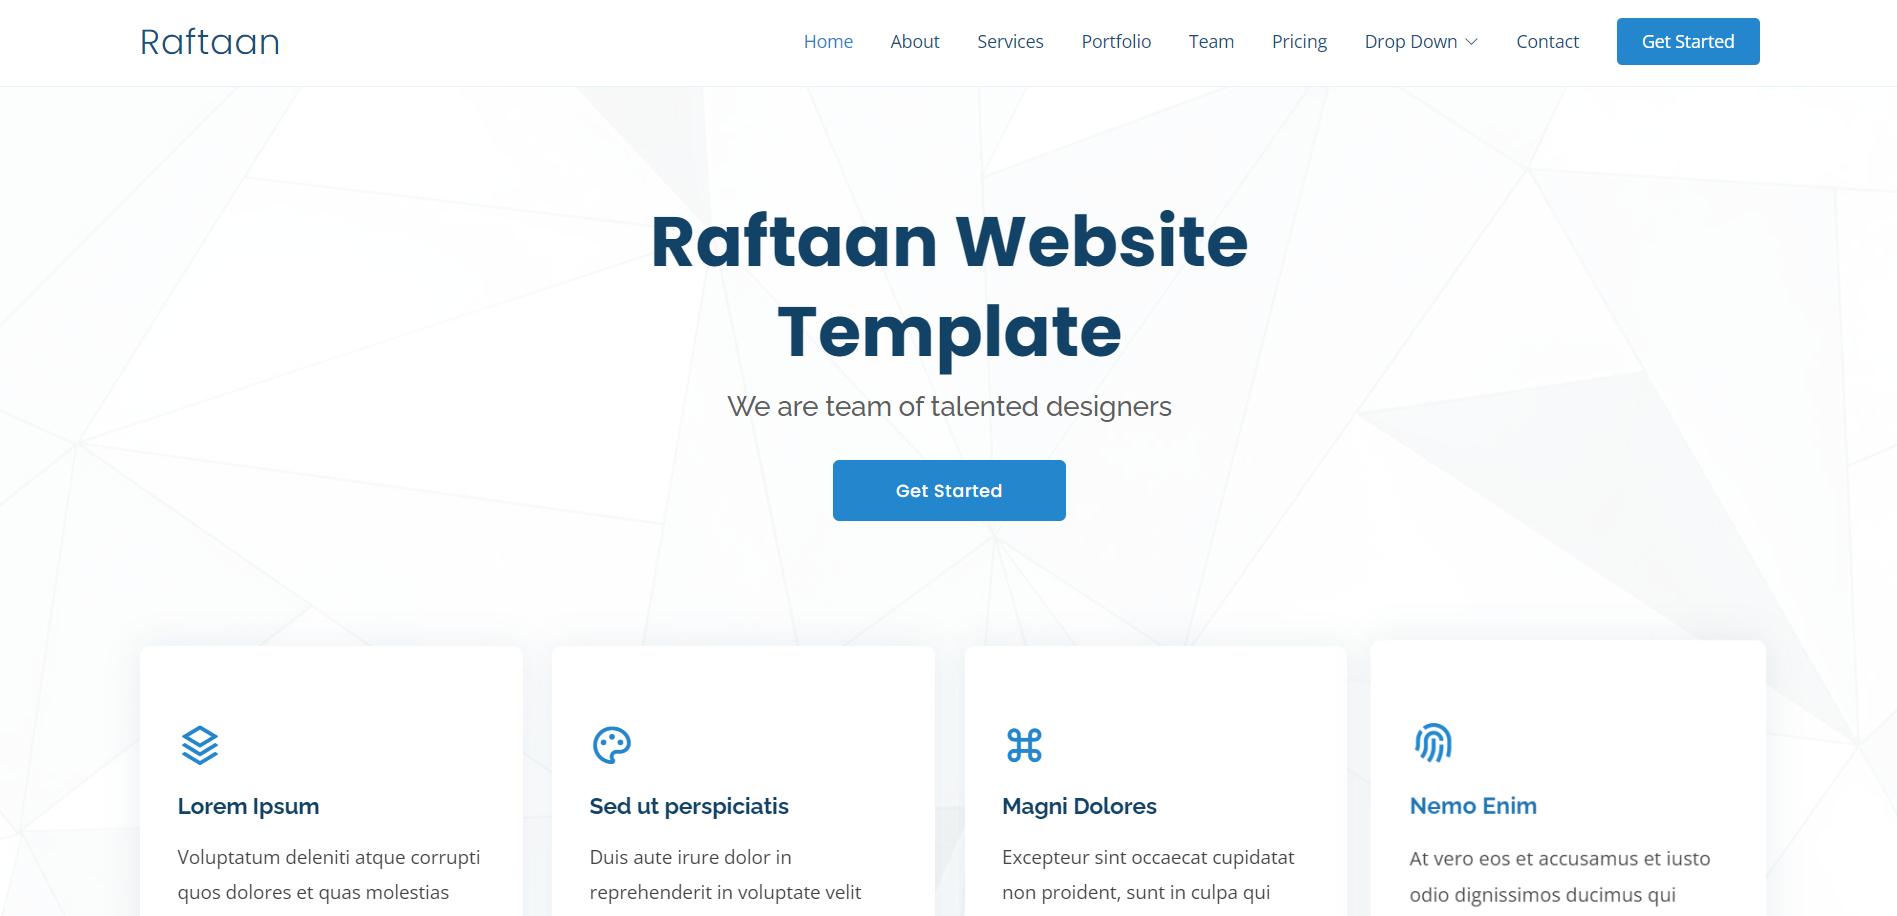 Raftaan
Home About Services Portfolio Team Pricing Drop Down Contact Get Started
Raftaan Website
Template
We are team of talented designers
Get Started
Lorem Ipsum
Voluptatum deleniti atque corrupti
quos dolores et quas molestias
Sed ut perspiciatis
Duis aute irure dolor in
reprehenderit in voluptate velit
Magni Dolores
Excepteur sint occaecat cupidatat
non proident, sunt in culpa qui
Nemo Enim
At vero eos et accusamus et iusto
odio dignissimos ducimus qui